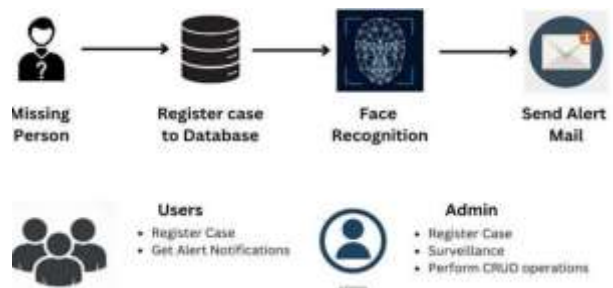 Missing
Person
Register case
to Database
Face
Recognition
Send Alert
Mail
?
1
Users
• Register Case
• Get Alert Notifications
Admin
• Register Case
• Surveillance
• Perform CRUD operations